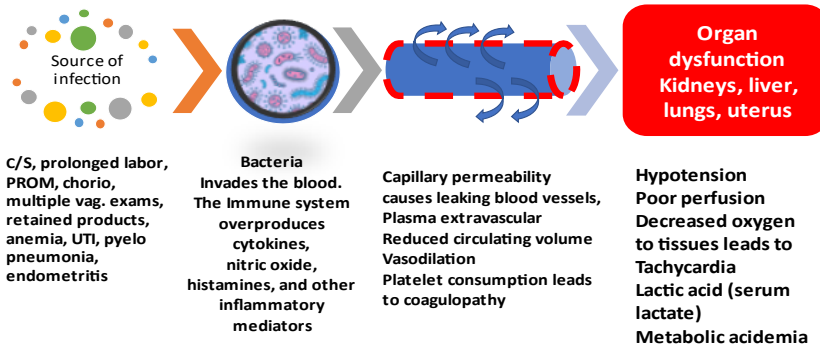 Source of
infection
C/S, prolonged labor,
PROM, chorio,
multiple vag. exams,
retained products,
anemia, UTI, pyelo
pneumonia,
endometritis
Bacteria
Invades the blood.
The Immune system
overproduces
cytokines,
nitric oxide,
histamines, and other
inflammatory
mediators
Capillary permeability
causes leaking blood vessels,
Plasma extravascular
Reduced circulating volume
Vasodilation
Platelet consumption leads
to coagulopathy
Organ
dysfunction
Kidneys, liver,
lungs, uterus
Hypotension
Poor perfusion
Decreased oxygen
to tissues leads to
Tachycardia
Lactic acid (serum
lactate)
Metabolic acidemia